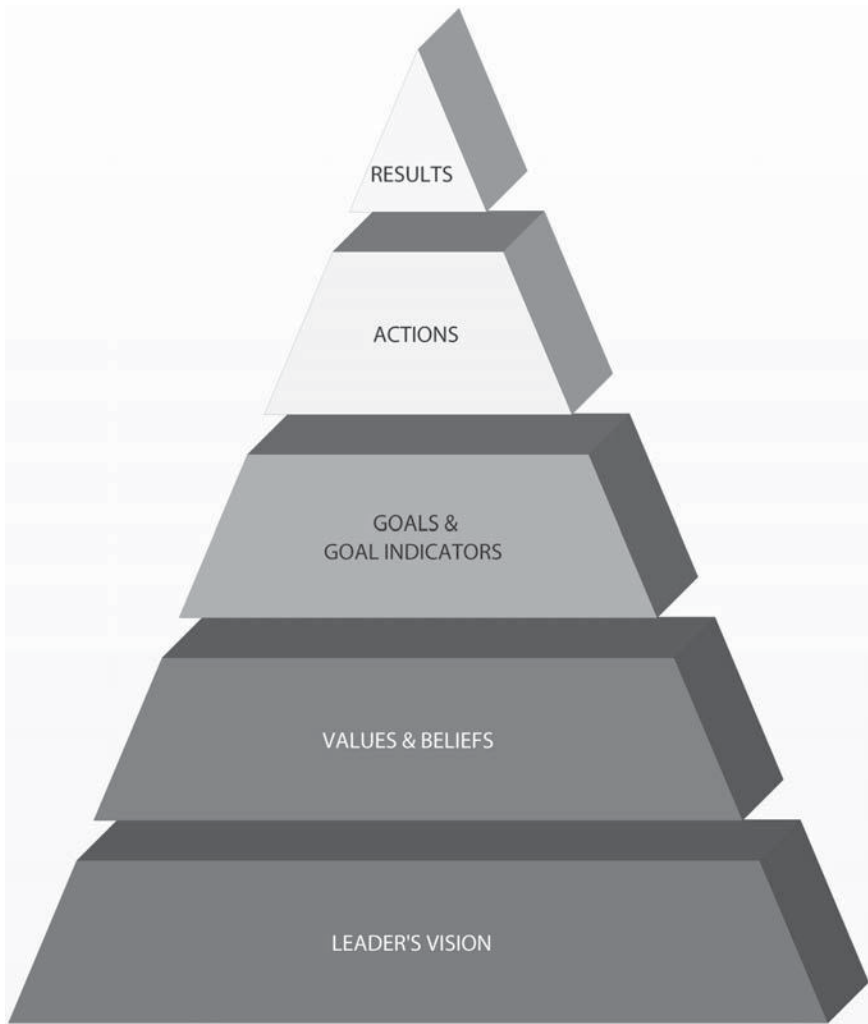 RESULTS
ACTIONS
GOALS &
GOAL INDICATORS
VALUES & BELIEFS
LEADER'S VISION